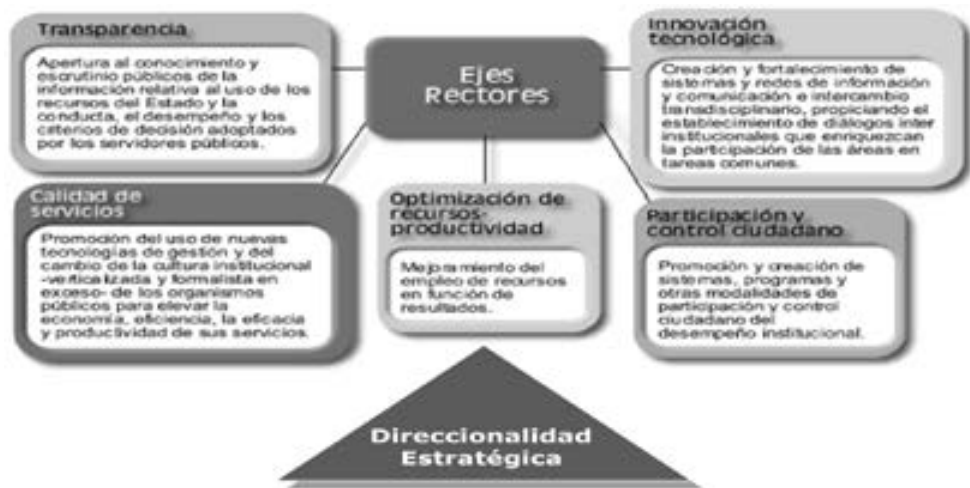 Transparencia
Apertura al conocimiento y
escrutinio públicos de la
información relativa al uso de los
recursos del Estado y la
conducta, el desempeño y los
criterios de decisión adoptados
por los servidores públicos.
Ejes
Rectores
Innovación
tecnológica
Creación y fortalecimiento de
sistemas y redes de información
y comunicación e intercambio
transdisciplinario, propiciando el
establecimiento de diálogos inter
institucionales que enriquezcan
la participación de las áreas en
tareas comunes.
Calidad de
servicios
Promoción del uso de nuevas
tecnologías de gestión y del
cambio de la cultura institucional
-verticalizada y formalista en
exceso- de los organismos
públicos para elevar la
economía, eficiencia, la eficacia
y productividad de sus servicios.
Optimización de
recursos-
productividad
Mejoramiento del
empleo de recursos
en función de
resultados.
Participación y
control ciudadano
Promoción y creación de
sistemas, programas y
otras modalidades de
participación y control
ciudadano del
desempeño institucional.
Direccionalidad
Estratégica